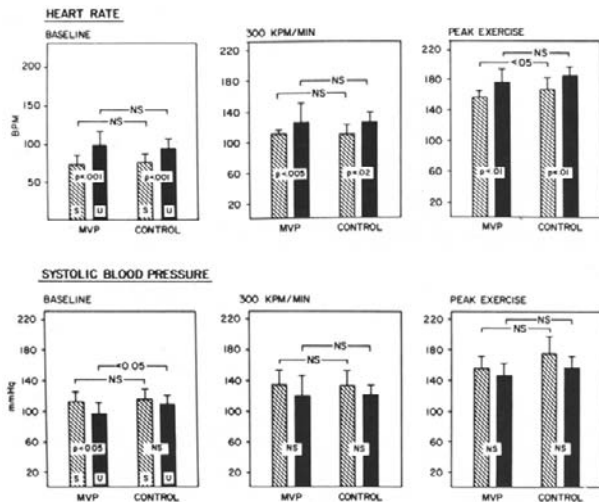 HEART RATE
BASELINE
300 KPM/MIN
PEAK EXERCISE
BPM
200
150
100
50
NS
NS
p<.001
p<.001
S U S U
MVP CONTROL
220
180
140
100
60
20
NS
NS
p<.005
p<.02
MVP CONTROL
220
180
140
100
60
20
NS
<.05
p<.01
p<.01
MVP CONTROL
SYSTOLIC BLOOD PRESSURE
BASELINE
300 KPM/MIN
PEAK EXERCISE
mmHg
220
180
140
100
60
20
<0.05
NS
p<0.05
NS
S U S U
MVP CONTROL
220
180
140
100
60
20
NS
NS
NS
NS
MVP CONTROL
220
180
140
100
60
20
NS
NS
NS
NS
MVP CONTROL